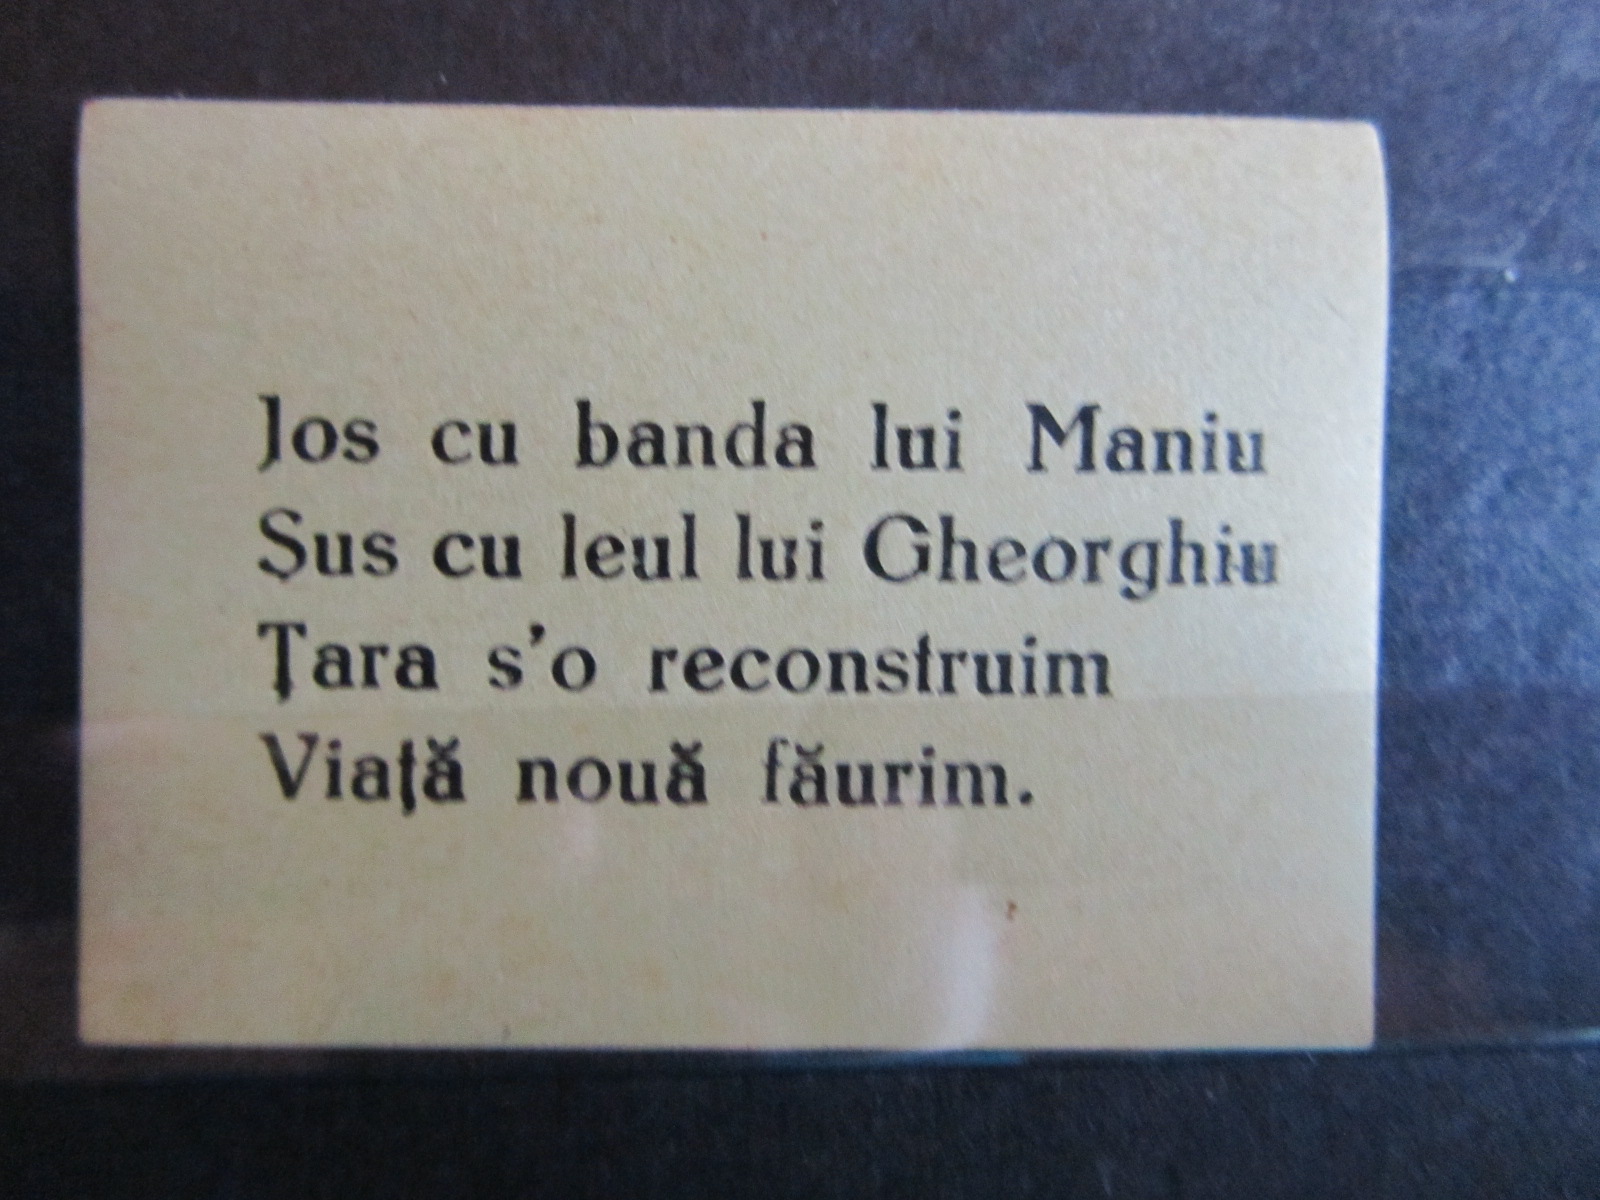 Jos cu banda lui Maniu
Sus cu leul lui Gheorghiu
Țara s'o reconstruim
Viață nouă făurim.